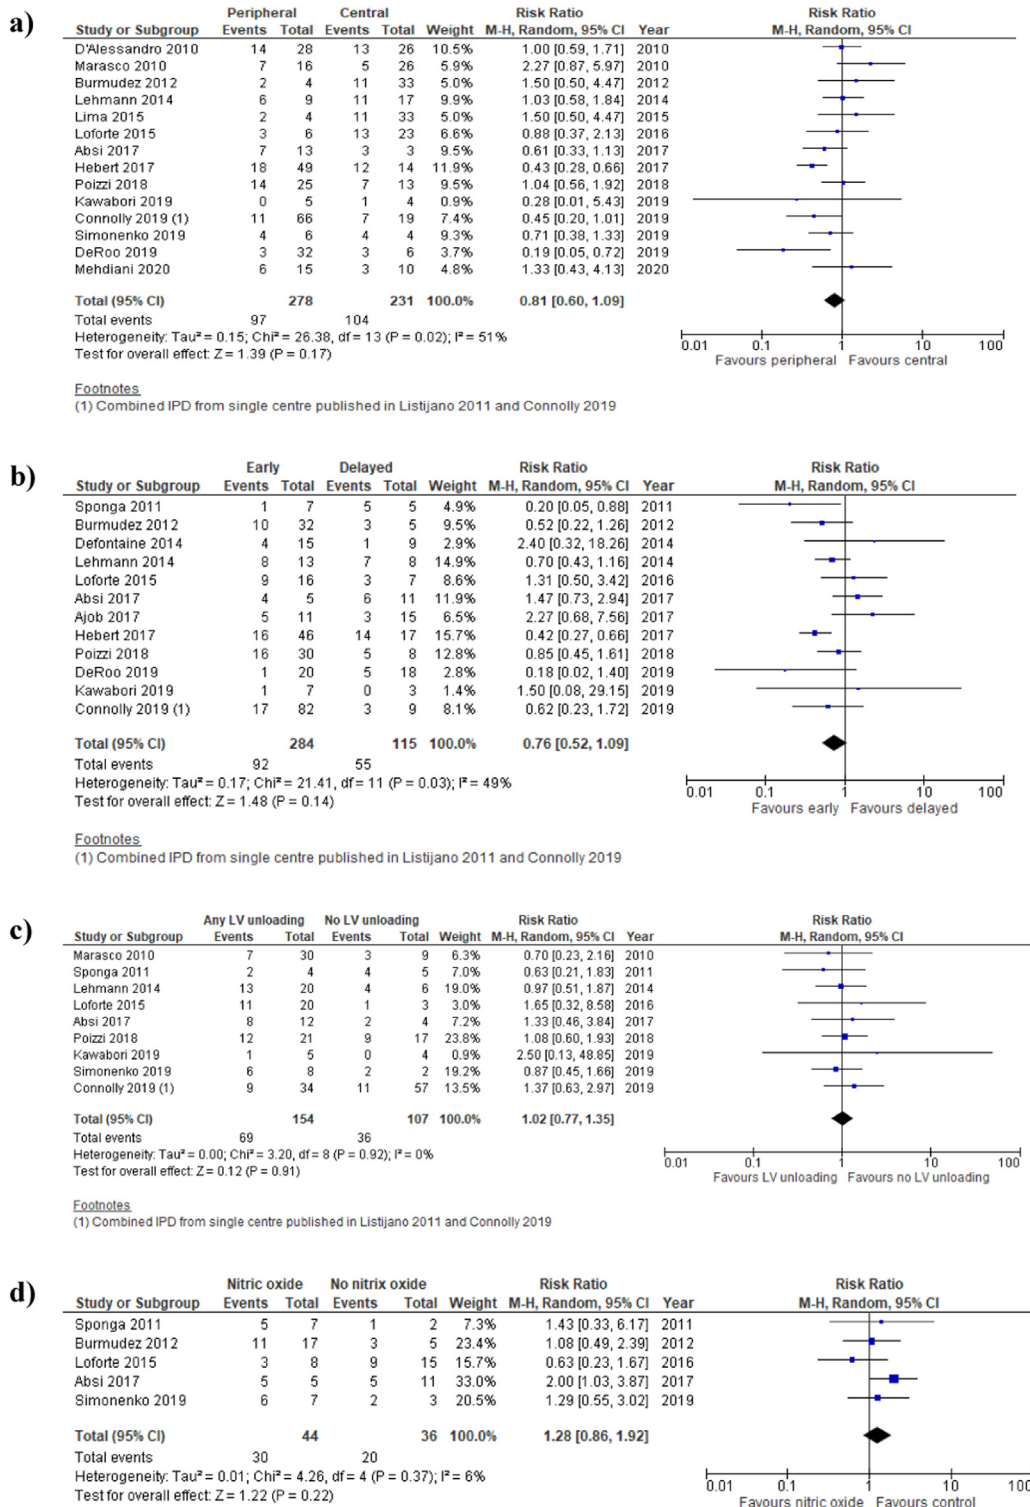 a)
Peripheral Central Risk Ratio Risk Ratio
Study or Subgroup Events Total Events Total Weight M-H, Random, 95% CI Year M-H, Random, 95% CI
D'Alessandro 2010 14 28 13 26 10.5% 1.00 [0.59, 1.71] 2010
Marasco 2010 7 16 5 26 5.9% 2.27 [0.87, 5.97] 2010
Burmudez 2012 2 4 11 33 5.0% 1.50 [0.50, 4.47] 2012
Lehmann 2014 6 9 11 17 9.9% 1.03 [0.58, 1.84] 2014
Lima 2015 2 4 11 33 5.0% 1.50 [0.50, 4.47] 2015
Loforte 2015 3 6 13 23 6.6% 0.88 [0.37, 2.13] 2016
Absi 2017 7 13 3 3 9.5% 0.61 [0.33, 1.13] 2017
Hebert 2017 18 49 12 14 11.9% 0.43 [0.28, 0.66] 2017
Poizzi 2018 14 25 7 13 9.5% 1.04 [0.56, 1.92] 2018
Kawabori 2019 0 5 1 4 0.9% 0.28 [0.01, 5.43] 2019
Connolly 2019 (1) 11 66 7 19 7.4% 0.45 [0.20, 1.01] 2019
Simonenko 2019 4 6 4 4 9.3% 0.71 [0.38, 1.33] 2019
DeRoo 2019 3 32 3 6 3.7% 0.19 [0.05, 0.72] 2019
Mehdiani 2020 6 15 3 10 4.8% 1.33 [0.43, 4.13] 2020
Total (95% CI) 278 231 100.0% 0.81 [0.60, 1.09]
Total events 97 104
Heterogeneity: Tau² = 0.15; Chi² = 26.38, df = 13 (P = 0.02); I² = 51%
Test for overall effect: Z = 1.39 (P = 0.17)
0.01 0.1 1 10 100
Favours peripheral Favours central
Footnotes
(1) Combined IPD from single centre published in Listijano 2011 and Connolly 2019
b)
Early Delayed Risk Ratio Risk Ratio
Study or Subgroup Events Total Events Total Weight M-H, Random, 95% CI Year M-H, Random, 95% CI
Sponga 2011 1 7 5 5 4.9% 0.20 [0.05, 0.88] 2011
Burmudez 2012 10 32 3 5 9.5% 0.52 [0.22, 1.26] 2012
Defontaine 2014 4 15 1 9 2.9% 2.40 [0.32, 18.26] 2014
Lehmann 2014 8 13 7 8 14.9% 0.70 [0.43, 1.16] 2014
Loforte 2015 9 16 3 7 8.6% 1.31 [0.50, 3.42] 2016
Absi 2017 4 5 6 11 11.9% 1.47 [0.73, 2.94] 2017
Ajob 2017 5 11 3 15 6.4% 2.27 [0.68, 7.56] 2017
Hebert 2017 16 46 14 17 15.7% 0.42 [0.27, 0.66] 2017
Poizzi 2018 16 30 5 8 12.8% 0.85 [0.45, 1.61] 2018
DeRoo 2019 1 20 5 18 2.8% 0.18 [0.02, 1.40] 2019
Kawabori 2019 1 7 0 3 1.4% 1.50 [0.08, 29.15] 2019
Connolly 2019 (1) 17 82 3 9 8.1% 0.62 [0.23, 1.72] 2019
Total (95% CI) 284 115 100.0% 0.76 [0.52, 1.09]
Total events 92 55
Heterogeneity: Tau² = 0.17; Chi² = 21.41, df = 11 (P = 0.03); I² = 49%
Test for overall effect: Z = 1.48 (P = 0.14)
0.01 0.1 1 10 100
Favours early Favours delayed
Footnotes
(1) Combined IPD from single centre published in Listijano 2011 and Connolly 2019
c)
Any LV unloading No LV unloading Risk Ratio Risk Ratio
Study or Subgroup Events Total Events Total Weight M-H, Random, 95% CI Year M-H, Random, 95% CI
Marasco 2010 7 30 3 9 6.3% 0.70 [0.23, 2.16] 2010
Sponga 2011 2 4 4 5 7.0% 0.63 [0.21, 1.83] 2011
Lehmann 2014 13 20 4 6 19.0% 0.97 [0.51, 1.87] 2014
Loforte 2015 11 20 1 3 3.0% 1.65 [0.32, 8.58] 2016
Absi 2017 8 12 2 4 7.2% 1.33 [0.46, 3.84] 2017
Poizzi 2018 12 21 9 17 23.8% 1.08 [0.60, 1.93] 2018
Kawabori 2019 1 5 0 4 0.9% 2.50 [0.13, 48.85] 2019
Simonenko 2019 6 8 2 2 19.2% 0.87 [0.45, 1.66] 2019
Connolly 2019 (1) 9 34 11 57 13.5% 1.37 [0.63, 2.97] 2019
Total (95% CI) 154 107 100.0% 1.02 [0.77, 1.35]
Total events 69 36
Heterogeneity: Tau² = 0.00; Chi² = 3.20, df = 8 (P = 0.92); I² = 0%
Test for overall effect: Z = 0.12 (P = 0.91)
0.01 0.1 1 10 100
Favours LV unloading Favours no LV unloading
Footnotes
(1) Combined IPD from single centre published in Listijano 2011 and Connolly 2019
d)
Nitric oxide No nitrix oxide Risk Ratio Risk Ratio
Study or Subgroup Events Total Events Total Weight M-H, Random, 95% CI Year M-H, Random, 95% CI
Sponga 2011 5 7 1 2 7.3% 1.43 [0.33, 6.17] 2011
Burmudez 2012 11 17 3 5 23.4% 1.08 [0.49, 2.39] 2012
Loforte 2015 3 8 9 15 15.7% 0.63 [0.23, 1.67] 2016
Absi 2017 5 5 5 11 33.0% 2.00 [1.03, 3.87] 2017
Simonenko 2019 6 7 2 3 20.5% 1.29 [0.55, 3.02] 2019
Total (95% CI) 44 36 100.0% 1.28 [0.86, 1.92]
Total events 30 20
Heterogeneity: Tau² = 0.01; Chi² = 4.26, df = 4 (P = 0.37); I² = 6%
Test for overall effect: Z = 1.22 (P = 0.22)
0.01 0.1 1 10 100
Favours nitric oxide Favours control